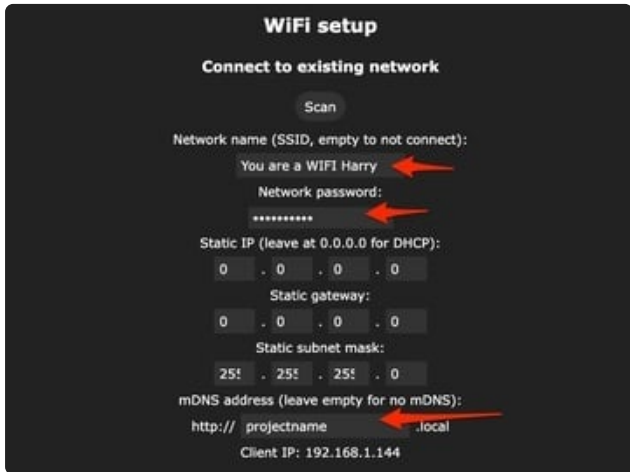 WiFi setup
Connect to existing network
Scan
Network name (SSID, empty to not connect):
You are a WIFI Harry
Network password:
••••••••••
Static IP (leave at 0.0.0.0 for DHCP):
0 . 0 . 0 . 0
Static gateway:
0 . 0 . 0 . 0
Static subnet mask:
255 . 255 . 255 . 0
mDNS address (leave empty for no mDNS):
http:// projectname .local
Client IP: 192.168.1.144